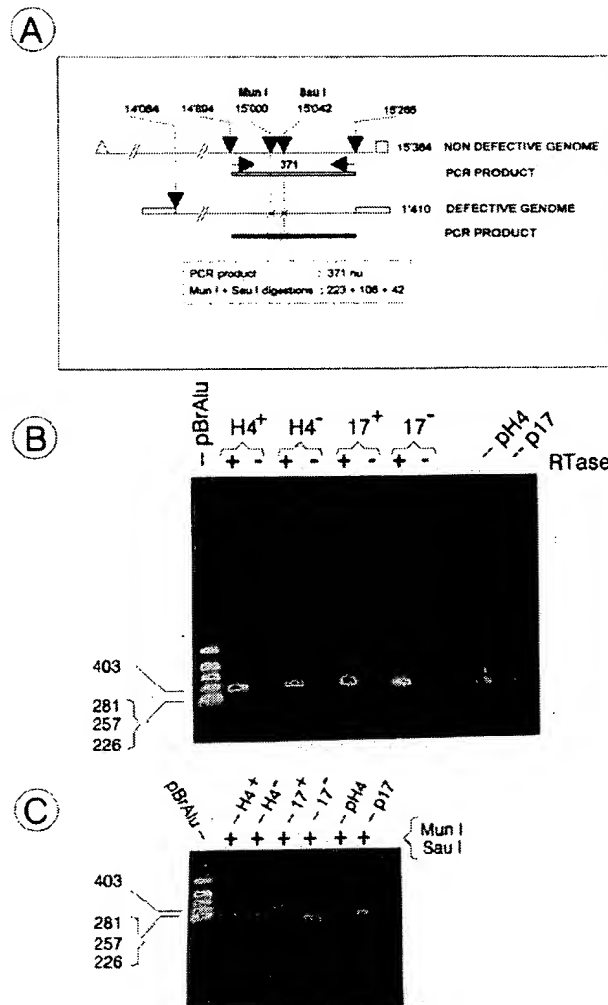 A
Mun I Sau I
14'084 14'894 15'000 15'042 15'265
15'384 NON DEFECTIVE GENOME
371
PCR PRODUCT
1'410 DEFECTIVE GENOME
PCR PRODUCT
PCR product : 371 nu
Mun I + Sau I digestions : 223 + 106 + 42
B
-- pBrAlu
H4+ H4- 17+ 17- -- pH4 -- p17
+ - + - + - + - RTase
403
281
257
226
C
pBrAlu --
-- H4+ -- H4- -- 17+ -- 17- -- pH4 -- p17
+ + + + + + Mun I
Sau I
403
281
257
226